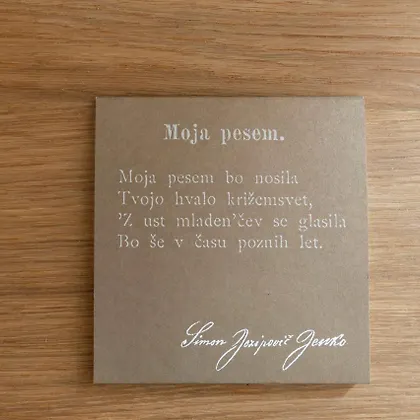 Moja pesem.
Moja pesem bo nosila
Tvojo hvalo križemsvet,
'Z ust mladen'čev se glasila
Bo še v času poznih let.
Simon Jezipovič Jenko